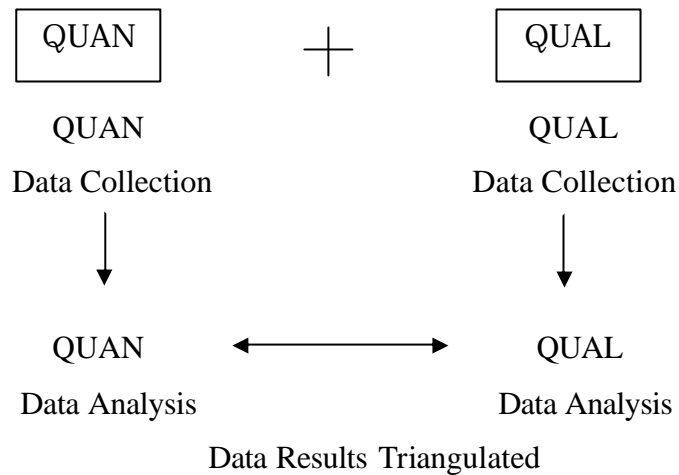 QUAN + QUAL
QUAN QUAL
Data Collection Data Collection
QUAN QUAL
Data Analysis Data Analysis
Data Results Triangulated